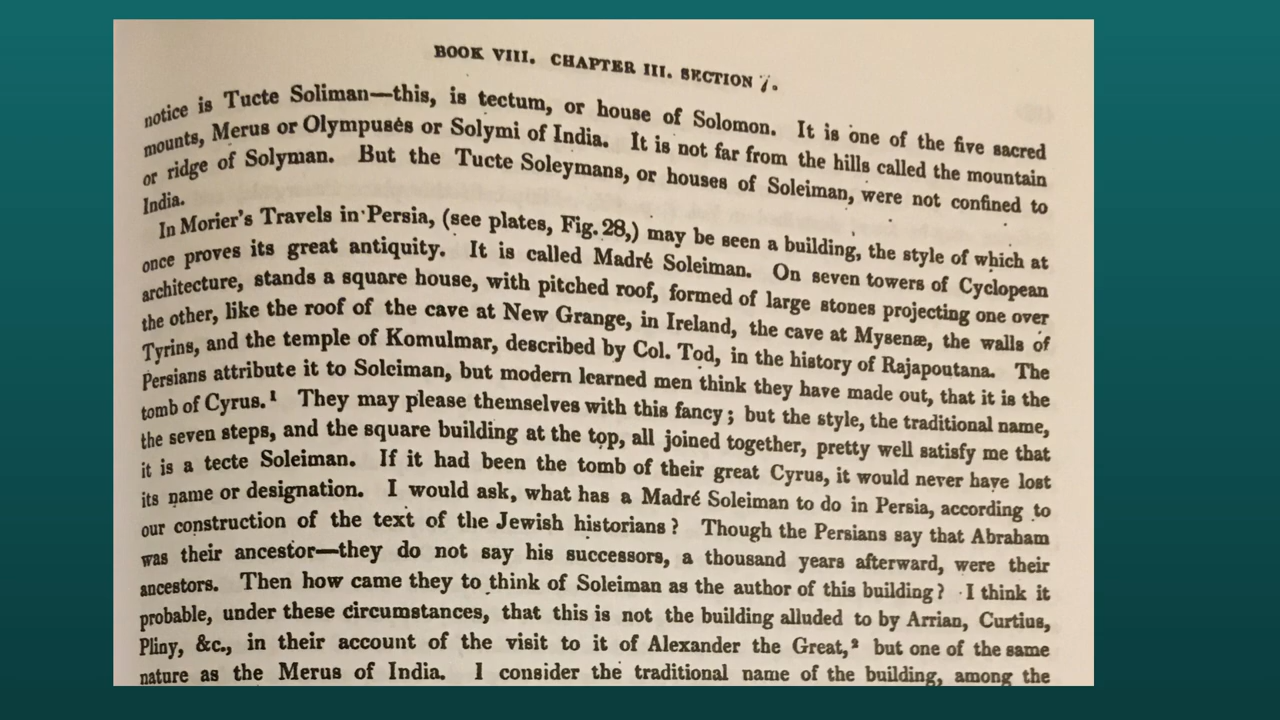 BOOK VIII. CHAPTER III. SECTION 7.
notice is Tucte Soliman—this, is tectum, or house of Solomon. It is one of the five sacred
mounts, Merus or Olympuses or Solymi of India. It is not far from the hills called the mountain
or ridge of Solyman. But the Tucte Soleymans, or houses of Soleiman, were not confined to
India.
In Morier's Travels in Persia, (see plates, Fig. 28,) may be seen a building, the style of which at
once proves its great antiquity. It is called Madré Soleiman. On seven towers of Cyclopean
architecture, stands a square house, with pitched roof, formed of large stones projecting one over
the other, like the roof of the cave at New Grange, in Ireland, the cave at Mysenæ, the walls of
Tyrins, and the temple of Komulmar, described by Col. Tod, in the history of Rajapoutana. The
Persians attribute it to Soleiman, but modern learned men think they have made out, that it is the
tomb of Cyrus.¹ They may please themselves with this fancy; but the style, the traditional name,
the seven steps, and the square building at the top, all joined together, pretty well satisfy me that
it is a tecte Soleiman. If it had been the tomb of their great Cyrus, it would never have lost
its name or designation. I would ask, what has a Madré Soleiman to do in Persia, according to
our construction of the text of the Jewish historians? Though the Persians say that Abraham
was their ancestor—they do not say his successors, a thousand years afterward, were their
ancestors. Then how came they to think of Soleiman as the author of this building? I think it
probable, under these circumstances, that this is not the building alluded to by Arrian, Curtius,
Pliny, &c., in their account of the visit to it of Alexander the Great,² but one of the same
nature as the Merus of India. I consider the traditional name of the building, among the